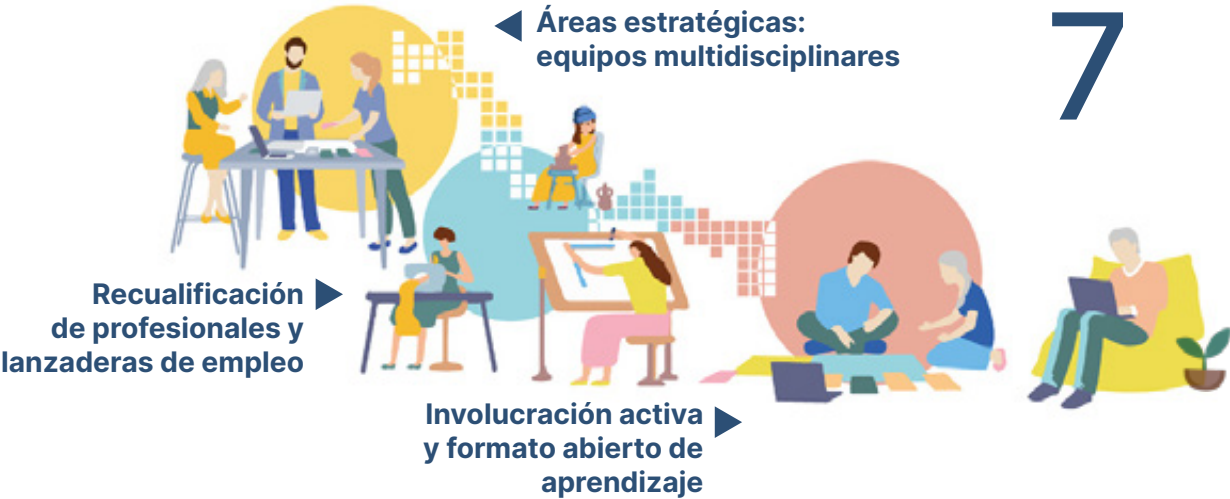 Áreas estratégicas:
equipos multidisciplinares
7
Recualificación
de profesionales y
lanzaderas de empleo
Involucración activa
y formato abierto de
aprendizaje